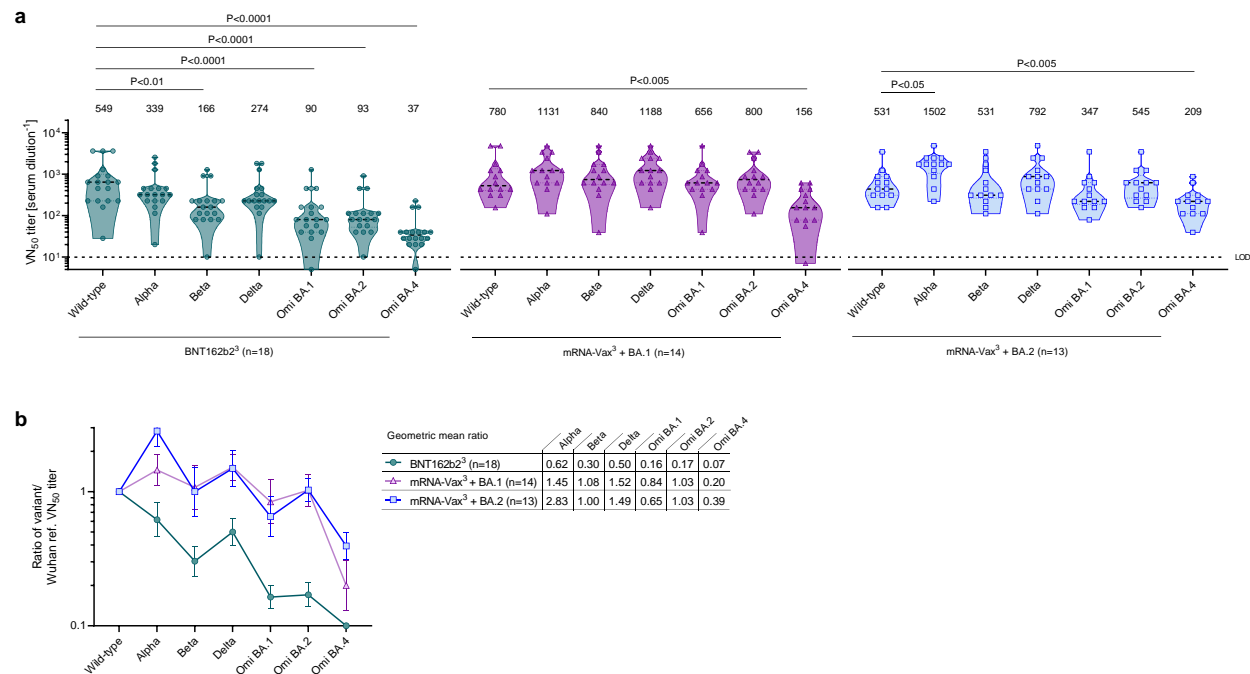 a
P<0.0001
P<0.0001
P<0.0001
P<0.01
549 339 166 274 90 93 37
P<0.005
780 1131 840 1188 656 800 156
P<0.005
P<0.05
531 1502 531 792 347 545 209
VN50 titer [serum dilution-1]
10⁴
10³
10²
10¹
LOD
Wild-type Alpha Beta Delta Omi BA.1 Omi BA.2 Omi BA.4
Wild-type Alpha Beta Delta Omi BA.1 Omi BA.2 Omi BA.4
Wild-type Alpha Beta Delta Omi BA.1 Omi BA.2 Omi BA.4
BNT162b2³ (n=18)
mRNA-Vax³ + BA.1 (n=14)
mRNA-Vax³ + BA.2 (n=13)
b
Ratio of variant/
Wuhan ref. VN50 titer
1
0.1
Wild-type Alpha Beta Delta Omi BA.1 Omi BA.2 Omi BA.4
Geometric mean ratio Alpha Beta Delta Omi BA.1 Omi BA.2 Omi BA.4
BNT162b2³ (n=18) 0.62 0.30 0.50 0.16 0.17 0.07
mRNA-Vax³ + BA.1 (n=14) 1.45 1.08 1.52 0.84 1.03 0.20
mRNA-Vax³ + BA.2 (n=13) 2.83 1.00 1.49 0.65 1.03 0.39